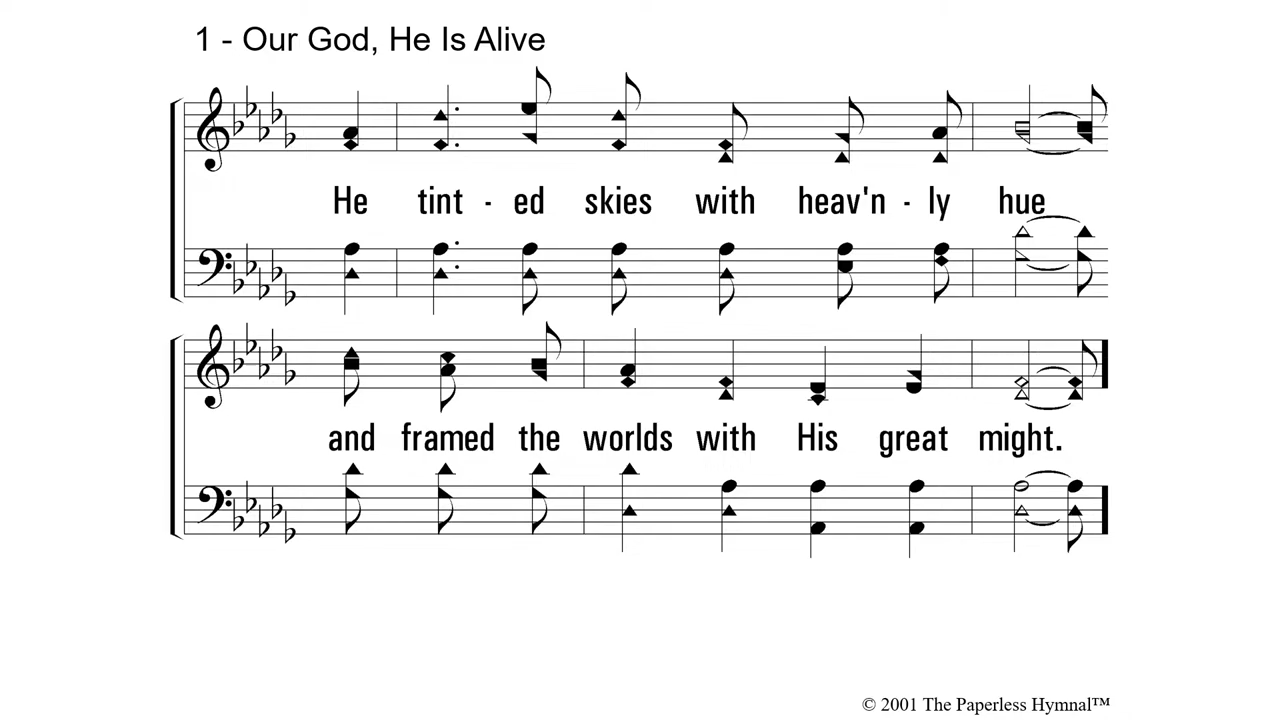 1 - Our God, He Is Alive
He tint - ed skies with heav'n - ly hue
and framed the worlds with His great might.
© 2001 The Paperless Hymnal™